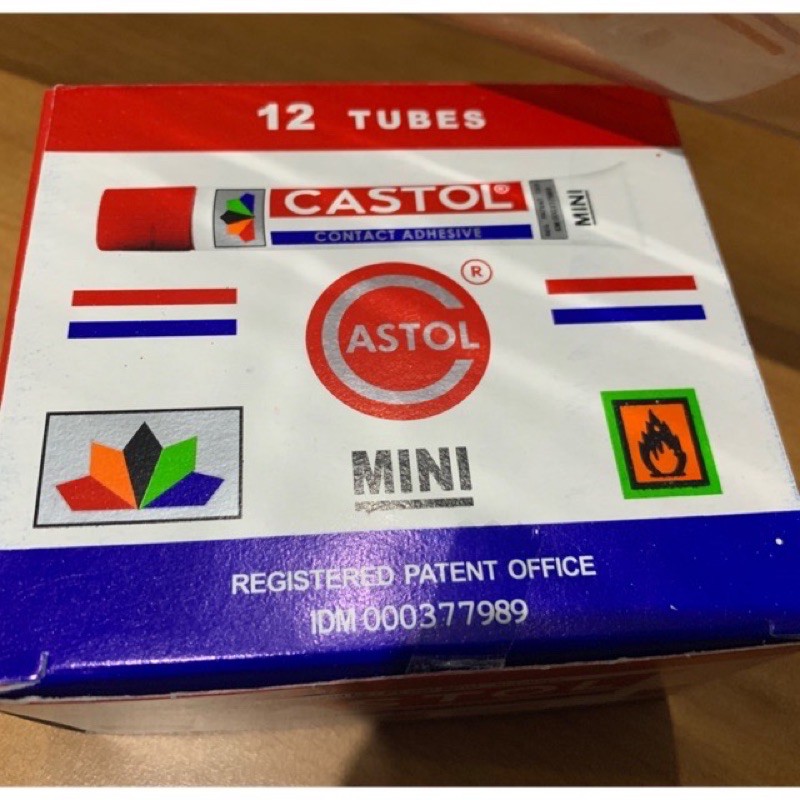 12 TUBES
CASTOL®
CONTACT ADHESIVE
MINI
®
CASTOL
MINI
REGISTERED PATENT OFFICE
IDM 000377989